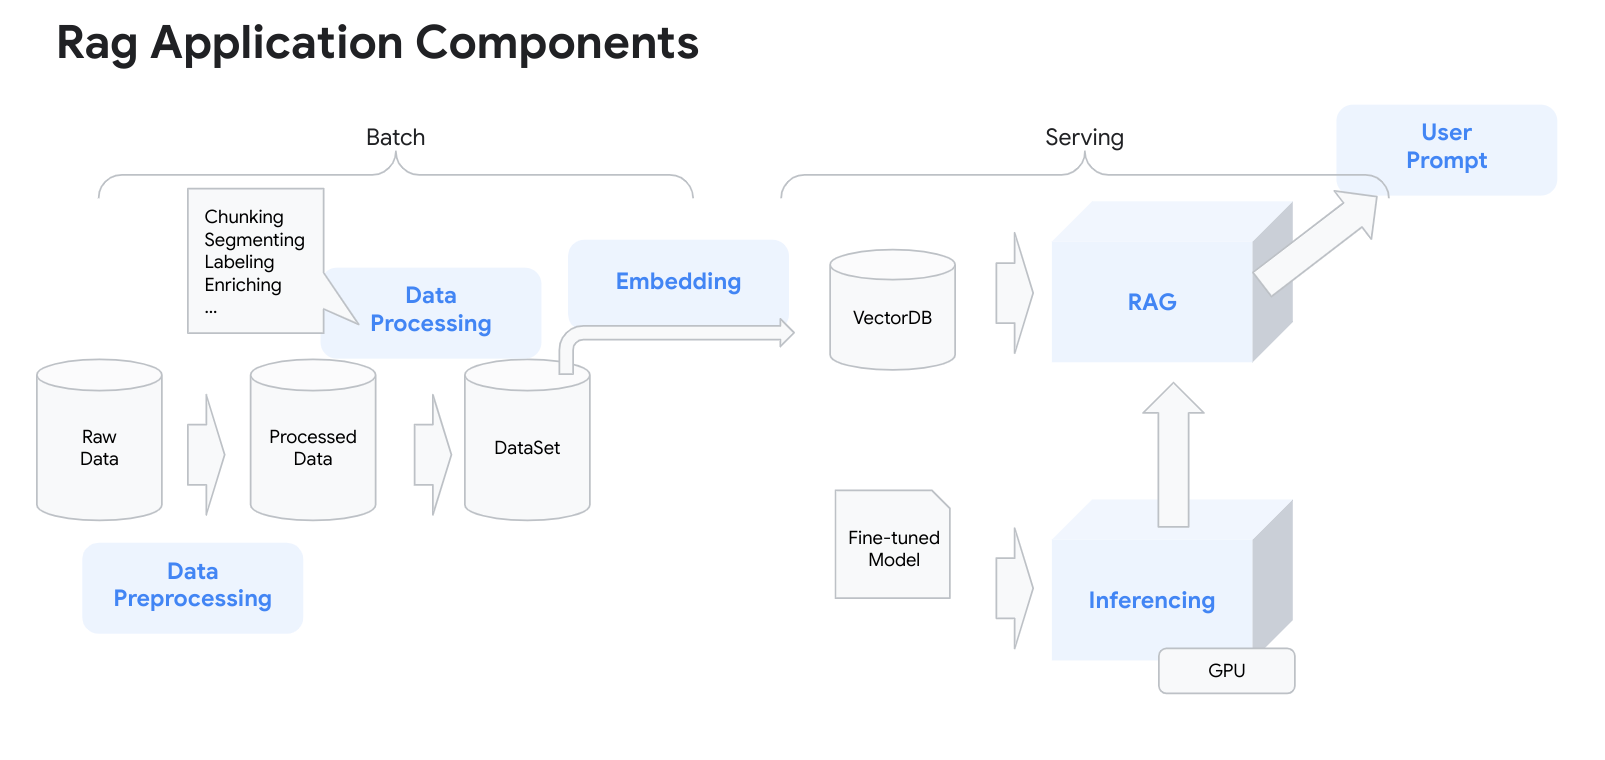 Rag Application Components
Batch
Serving
User
Prompt
Chunking
Segmenting
Labeling
Enriching
...
Data
Processing
Embedding
VectorDB
RAG
Raw
Data
Processed
Data
DataSet
Fine-tuned
Model
Data
Preprocessing
Inferencing
GPU